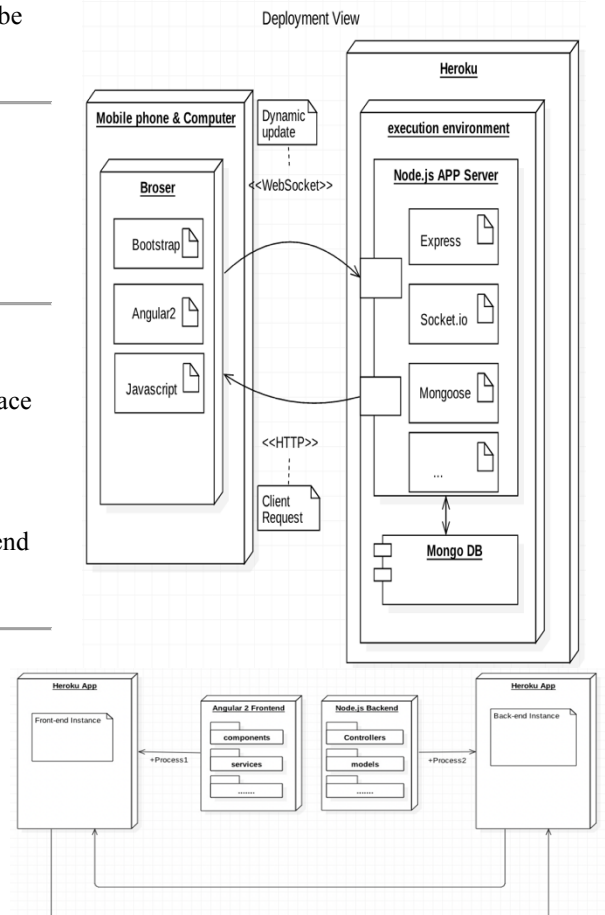 be
ace
end
Deployment View
Mobile phone & Computer
Broser
Bootstrap
Angular2
Javascript
Dynamic
update
<<WebSocket>>
<<HTTP>>
Client
Request
Heroku
execution environment
Node.js APP Server
Express
Socket.io
Mongoose
...
Mongo DB
Heroku App
Front-end Instance
+Process1
Angular 2 Frontend
components
services
.......
Node.js Backend
Controllers
models
.......
+Process2
Heroku App
Back-end Instance